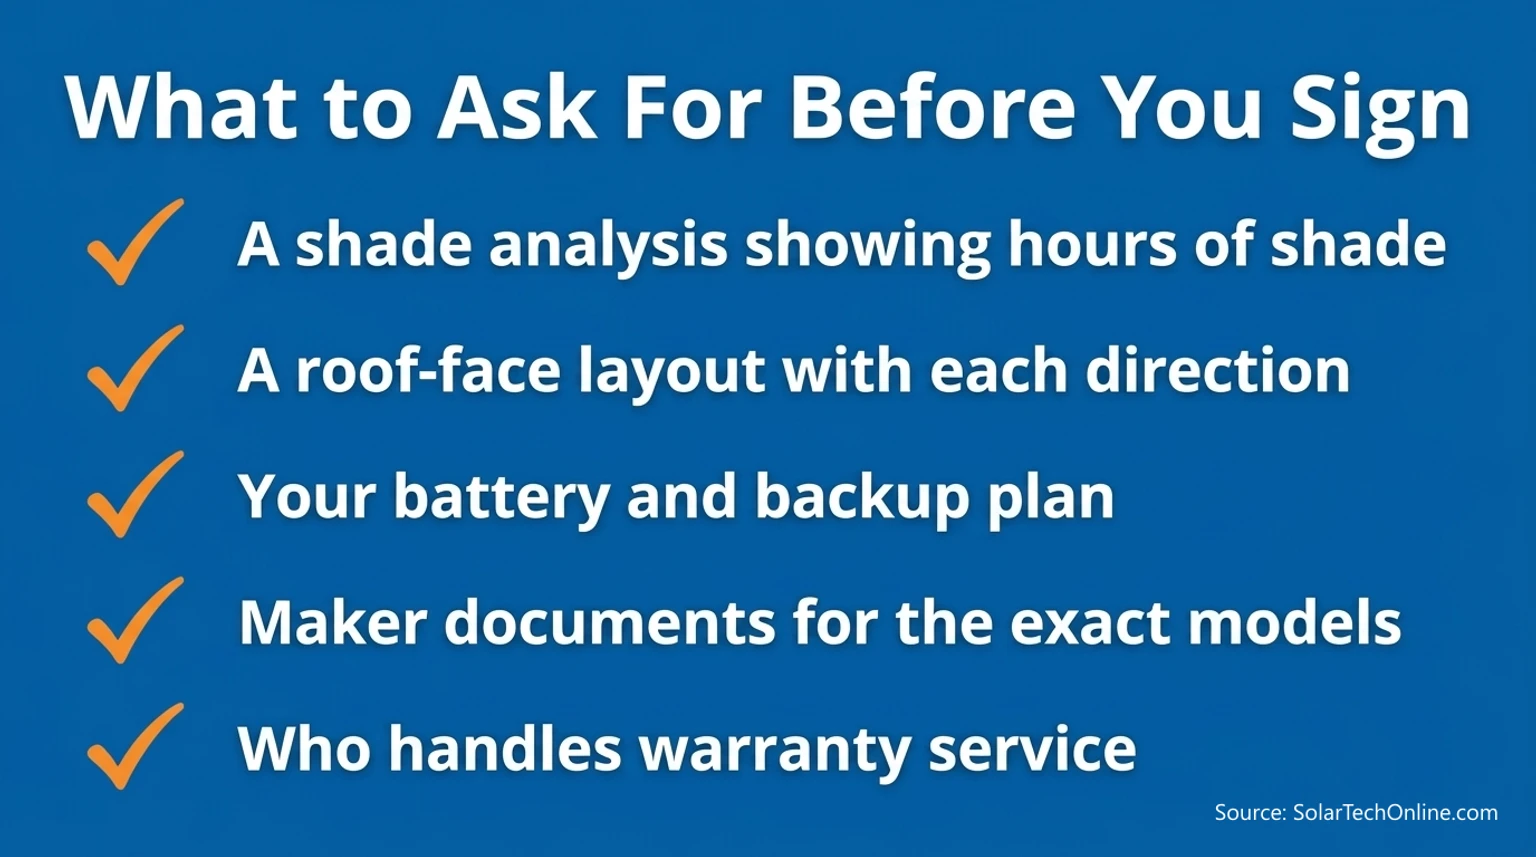 What to Ask For Before You Sign
A shade analysis showing hours of shade
A roof-face layout with each direction
Your battery and backup plan
Maker documents for the exact models
Who handles warranty service
Source: SolarTechOnline.com